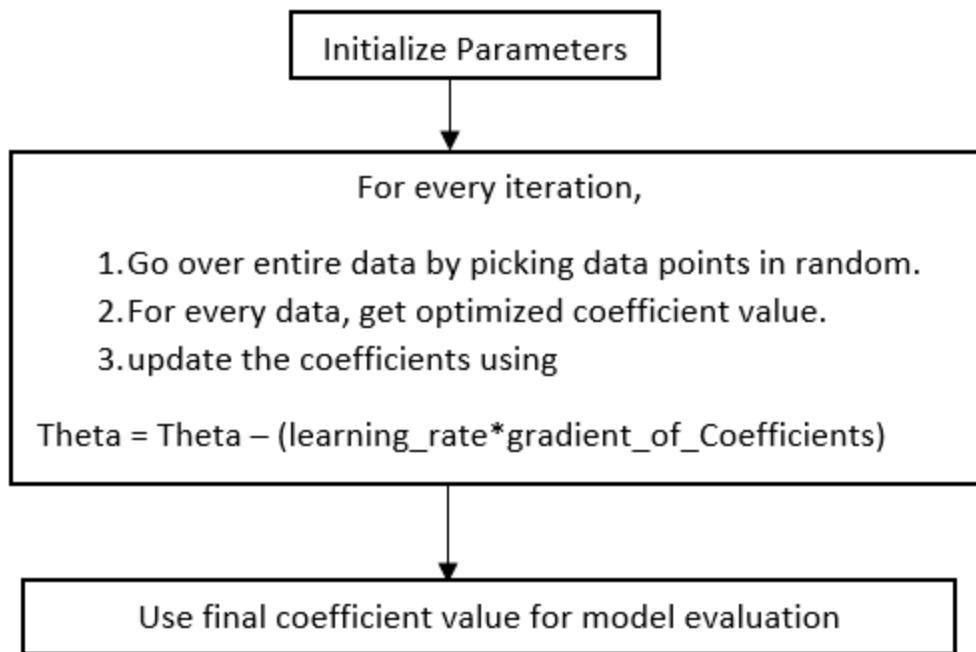 Initialize Parameters
For every iteration,
1.Go over entire data by picking data points in random.
2.For every data, get optimized coefficient value.
3.update the coefficients using
Theta = Theta – (learning_rate*gradient_of_Coefficients)
Use final coefficient value for model evaluation